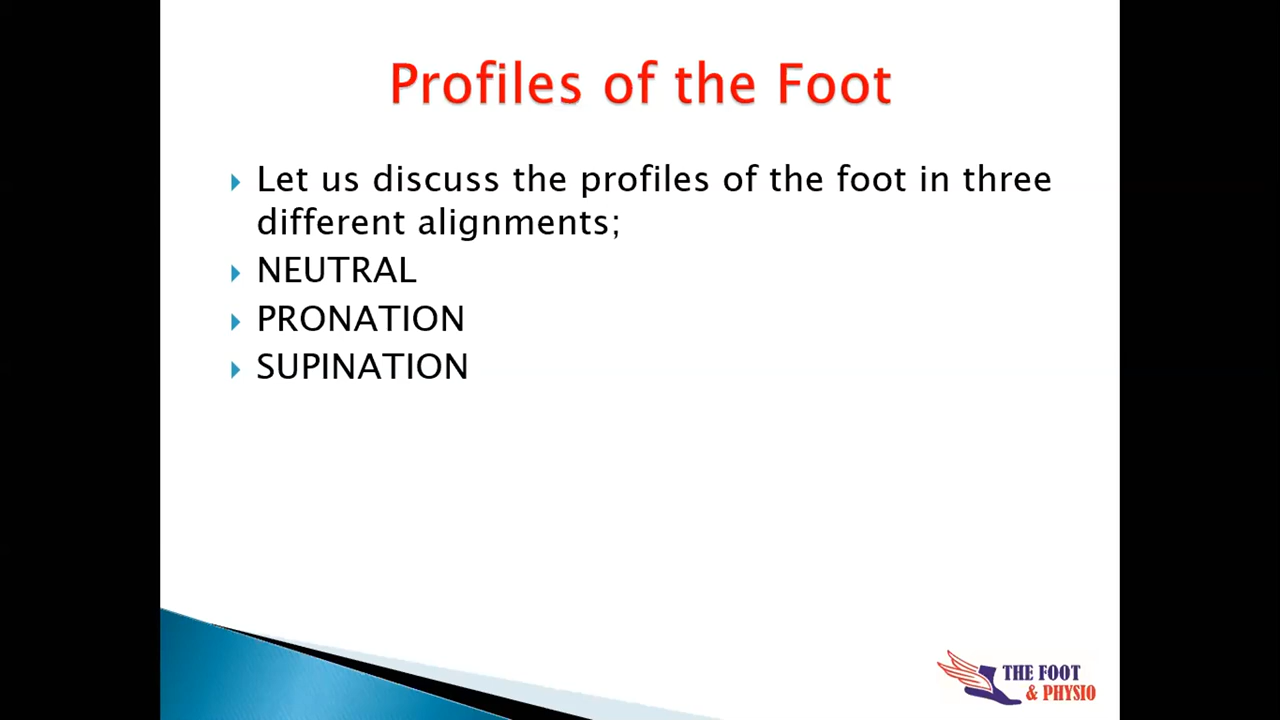 Profiles of the Foot
Let us discuss the profiles of the foot in three
different alignments;
NEUTRAL
PRONATION
SUPINATION
THE FOOT
& PHYSIO